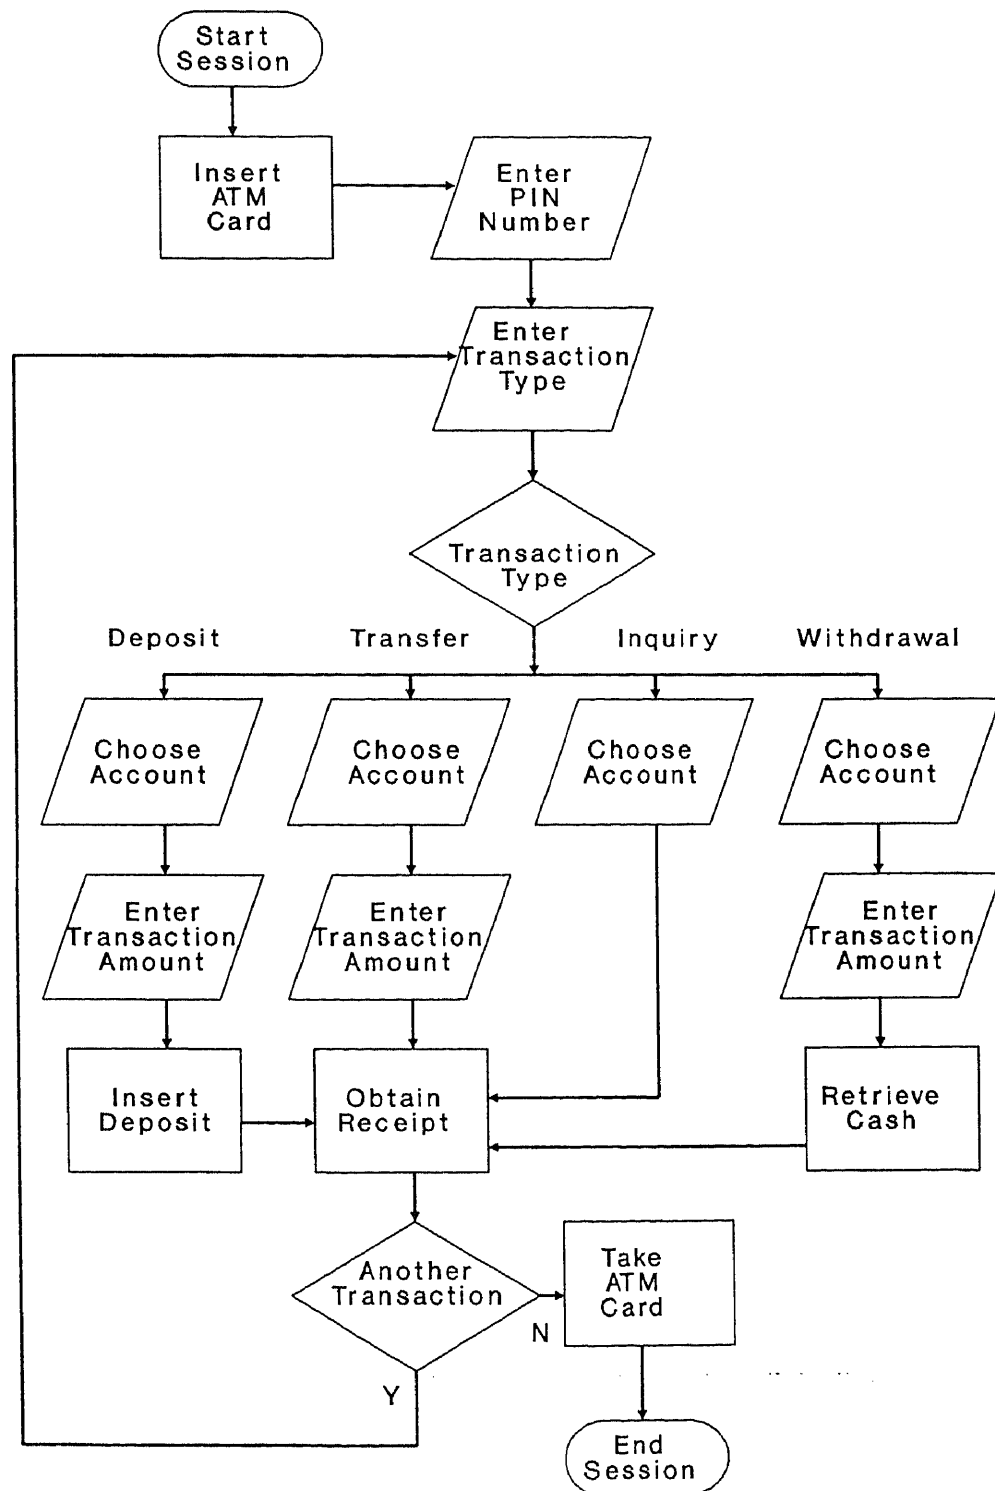 Start
Session
Insert
ATM
Card
Enter
PIN
Number
Enter
Transaction
Type
Transaction
Type
Deposit
Transfer
Inquiry
Withdrawal
Choose
Account
Choose
Account
Choose
Account
Choose
Account
Enter
Transaction
Amount
Enter
Transaction
Amount
Enter
Transaction
Amount
Insert
Deposit
Obtain
Receipt
Retrieve
Cash
Another
Transaction
N
Y
Take
ATM
Card
End
Session